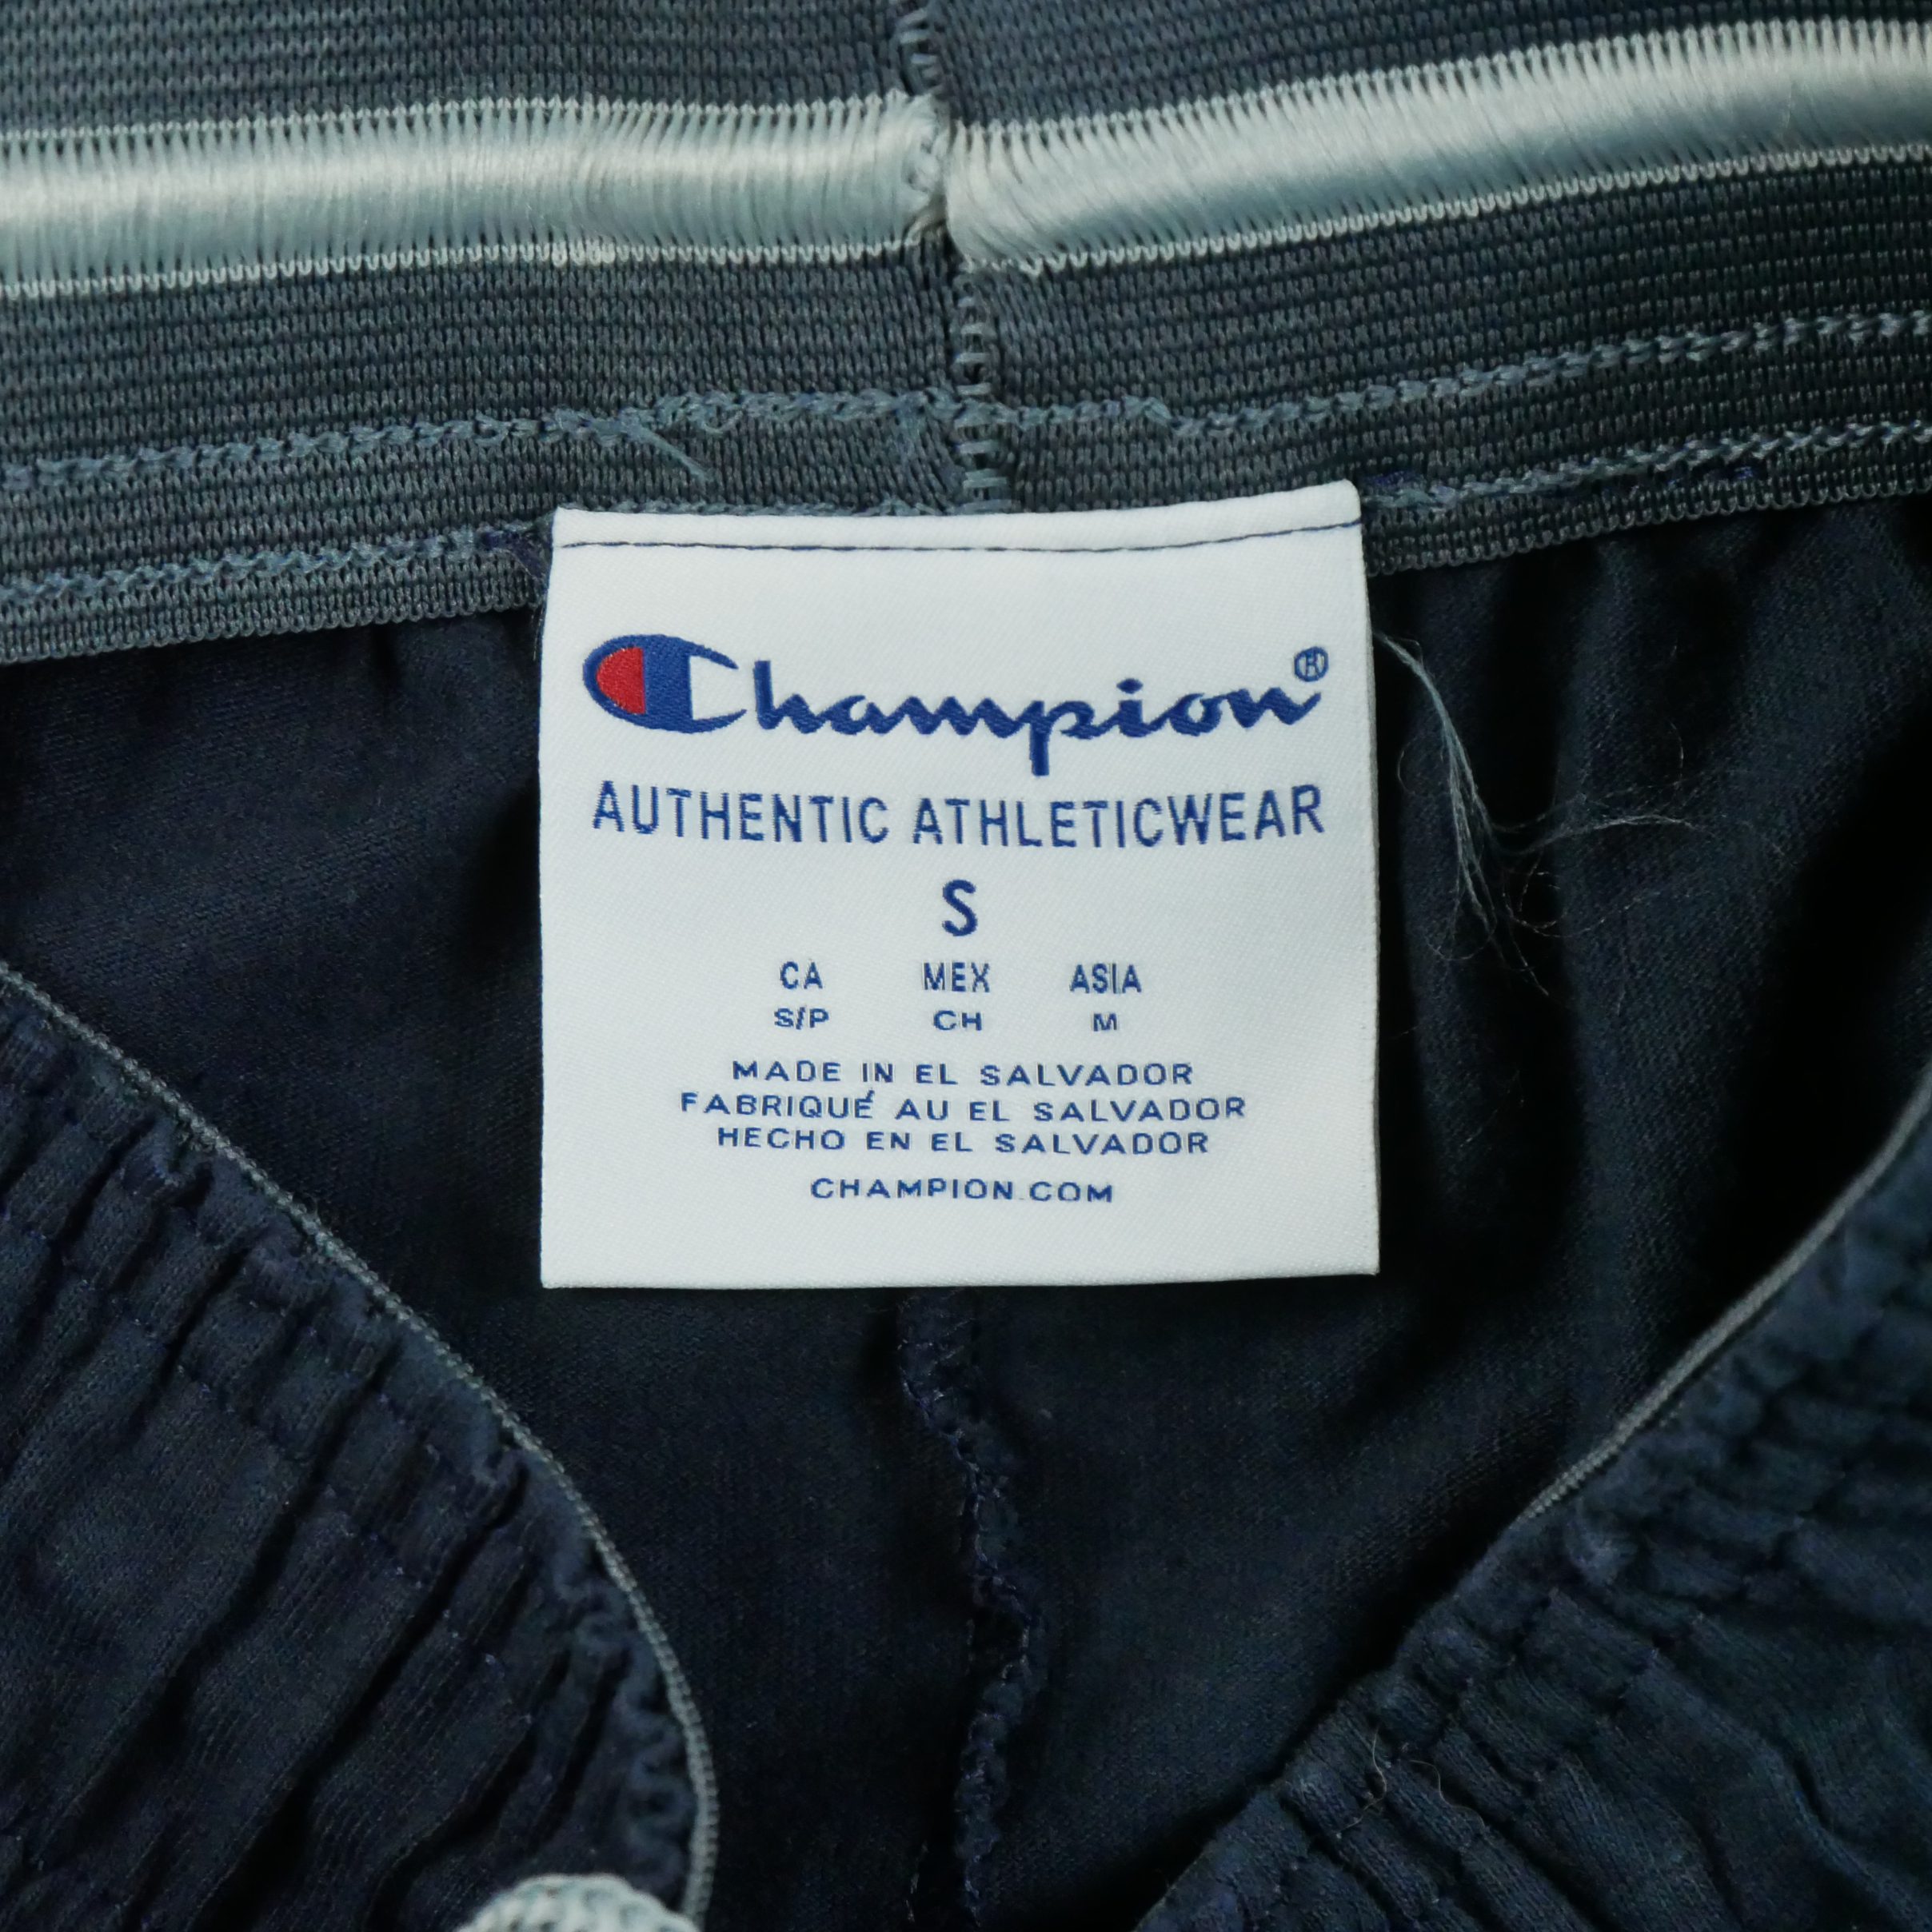 Champion®
AUTHENTIC ATHLETICWEAR
S
CA MEX ASIA
S/P CH M
MADE IN EL SALVADOR
FABRIQUÉ AU EL SALVADOR
HECHO EN EL SALVADOR
CHAMPION.COM